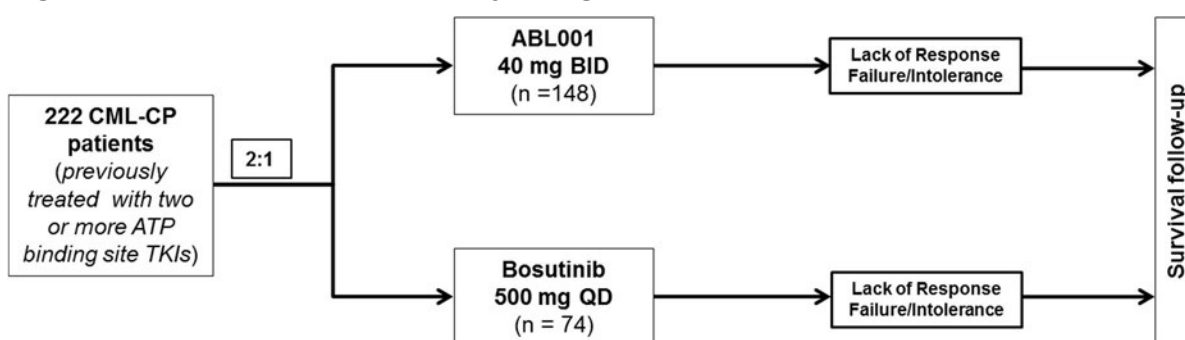 222 CML-CP
patients
(previously
treated with two
or more ATP
binding site TKIs)
2:1
ABL001
40 mg BID
(n =148)
Lack of Response
Failure/Intolerance
Bosutinib
500 mg QD
(n = 74)
Lack of Response
Failure/Intolerance
Survival follow-up